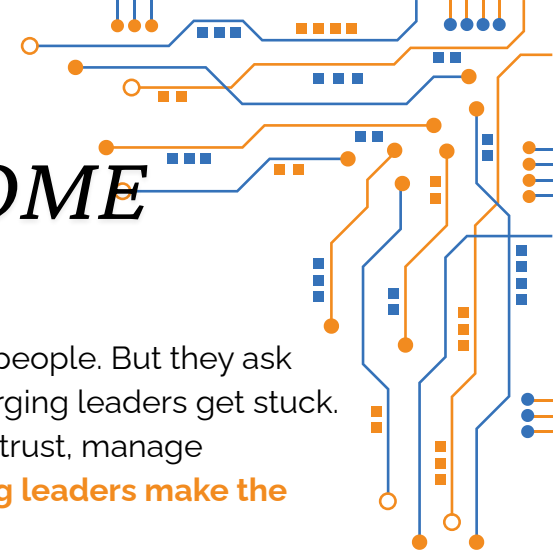 OME
people. But they ask
rging leaders get stuck.
trust, manage
g leaders make the